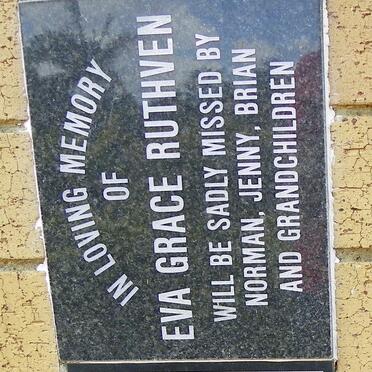 IN LOVING MEMORY
OF
EVA GRACE RUTHVEN
WILL BE SADLY MISSED BY
NORMAN, JENNY, BRIAN
AND GRANDCHILDREN